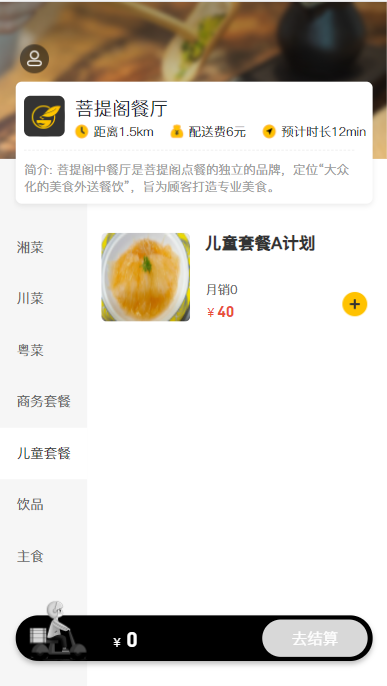 菩提阁餐厅
距离1.5km 配送费6元 预计时长12min
简介: 菩提阁中餐厅是菩提阁点餐的独立的品牌，定位“大众
化的美食外送餐饮”，旨为顾客打造专业美食。
湘菜
川菜
粤菜
商务套餐
儿童套餐
饮品
主食
儿童套餐A计划
月销0
￥40
+
￥0
去结算